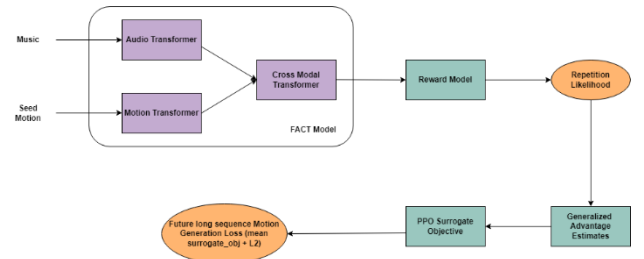 Music
Audio Transformer
Seed
Motion
Motion Transformer
Cross Modal
Transformer
FACT Model
Reward Model
Repetition
Likelihood
Future long sequence Motion
Generation Loss (mean
surrogate_obj + L2)
PPO Surrogate
Objective
Generalized
Advantage
Estimates